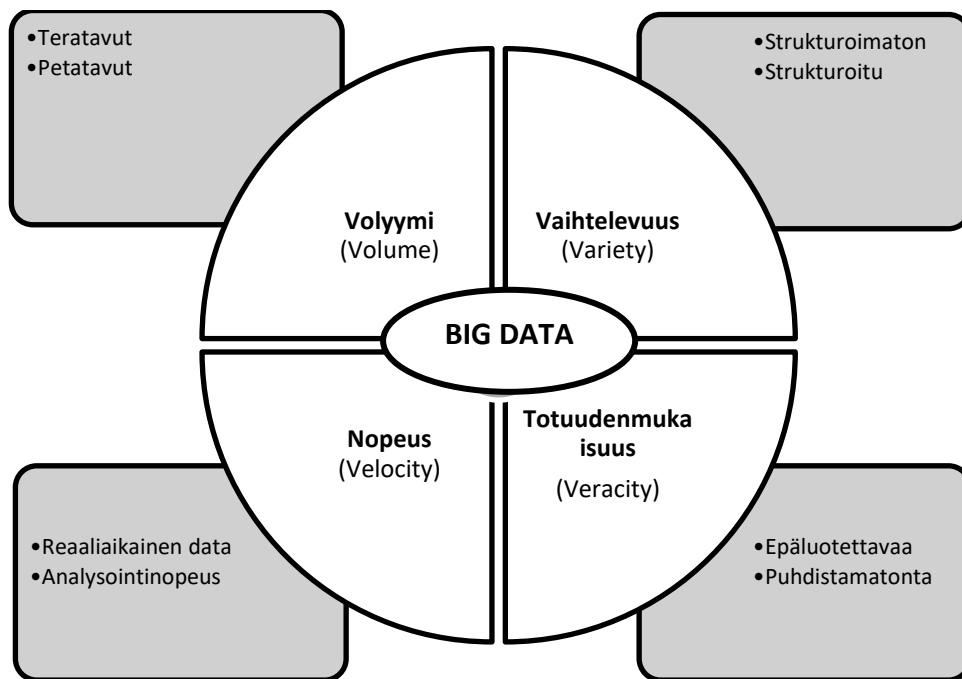 •Teratavut
•Petatavut
•Strukturoimaton
•Strukturoitu
Volyymi
(Volume)
Vaihtelevuus
(Variety)
BIG DATA
Nopeus
(Velocity)
Totuudenmuka
isuus
(Veracity)
•Reaaliaikainen data
•Analysointinopeus
•Epäluotettavaa
•Puhdistamatonta